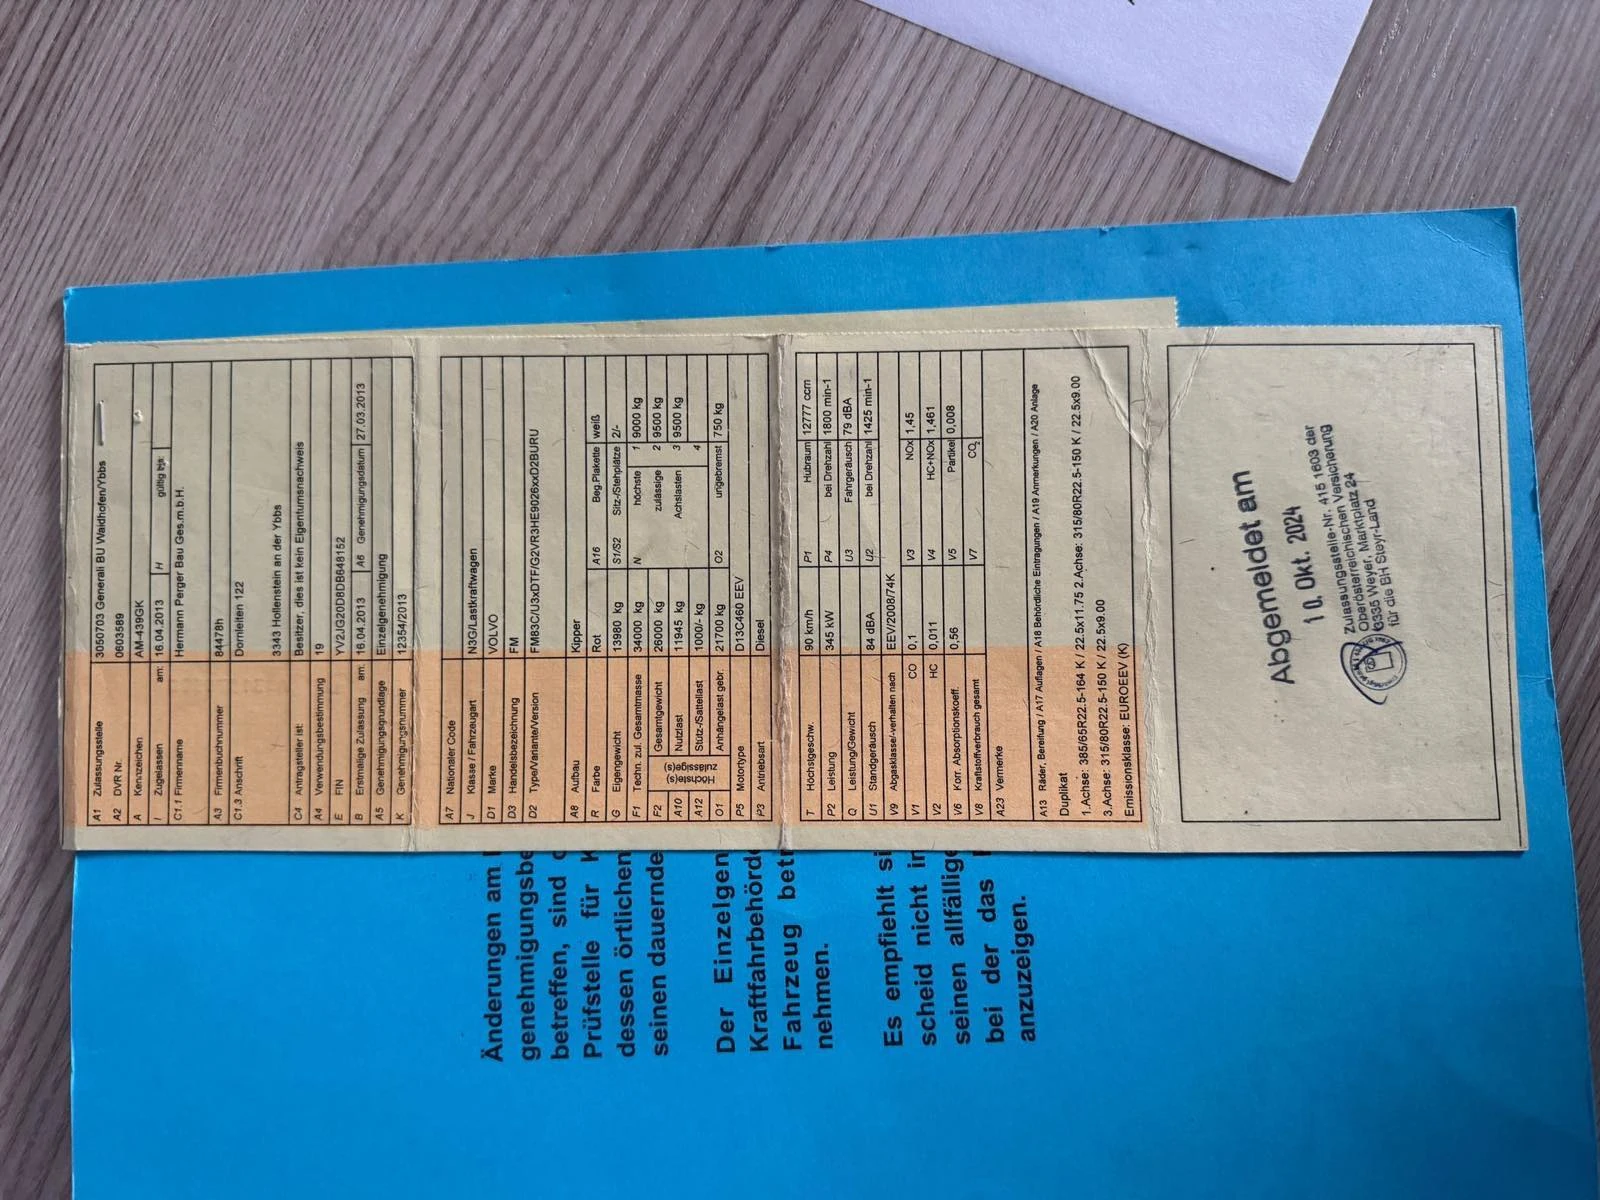 A1 Zulassungsstelle 305070З Generali BU Waidhofen/Ybbs
A2 DVR Nr. 0603589
A Kennzeichen AM-439GK
I Zugelassen am: 16.04.2013 H gültig bis:
C1.1 Firmenname Hermann Perger Bau Ges.m.b.H.
A3 Firmenbuchnummer 84478h
C1.3 Anschrift Dornleiten 122
3343 Hollenstein an der Ybbs
C4 Antragsteller ist: Besitzer, dies ist kein Eigentumsnachweis
A4 Verwendungsbestimmung 19
E FIN YV2JG20D8DB648152
B Erstmalige Zulassung am: 16.04.2013 A6 Genehmigungsdatum 27.03.2013
A5 Genehmigungsgrundlage Einzelgenehmigung
K Genehmigungsnummer 12354/2013
A7 Nationaler Code
J Klasse / Fahrzeugart N3G/Lastkraftwagen
D1 Marke VOLVO
D3 Handelsbezeichnung FM
D2 Type/Variante/Version FM83C/U3xDTF/G2VR3HE9026xxD2BURU
A8 Aufbau Kipper
R Farbe Rot A16 Beg.Plakette weiß
G Eigengewicht 13980 kg S1/S2 Sitz-/Stehplätze 2/-
F1 Techn. zul. Gesamtmasse 34000 kg N höchste 1 9000 kg
F2 Höchste(s) zulässige(s) Gesamtgewicht 26000 kg zulässige 2 9500 kg
A10 Nutzlast 11945 kg Achslasten 3 9500 kg
A12 Stütz-/Sattellast 1000/- kg 4
O1 Anhängelast gebr. 21700 kg O2 ungebremst 750 kg
P5 Motortype D13C460 EEV
P3 Antriebsart Diesel
T Höchstgeschw. 90 km/h P1 Hubraum 12777 ccm
P2 Leistung 345 kW P4 bei Drehzahl 1800 min-1
Q Leistung/Gewicht U3 Fahrgeräusch 79 dBA
U1 Standgeräusch 84 dBA U2 bei Drehzahl 1425 min-1
V9 Abgasklasse/-verhalten nach EEV/2008/74K
V1 CO 0,1 V3 NOx 1,45
V2 HC 0,011 V4 HC+NOx 1,461
V6 Korr. Absorptionskoeff. 0,56 V5 Partikel 0,008
V8 Kraftstoffverbrauch gesamt V7 CO2
A23 Vermerke
A13 Räder, Bereifung / A17 Auflagen / A18 Behördliche Eintragungen / A19 Anmerkungen / A20 Anlage
Duplikat
1.Achse: 385/65R22.5-164 K / 22.5x11.75 2.Achse: 315/80R22.5-150 K / 22.5x9.00
3.Achse: 315/80R22.5-150 K / 22.5x9.00
Emissionsklasse: EUROEEV (K)
Abgemeldet am
10. Okt. 2024
Zulassungsstelle-Nr. 415 1603 der
Oberösterreichischen Versicherung
3335 Weyer, Marktplatz 24
für die BH Steyr-Land
Änderungen am
genehmigungsbe
betreffen, sind
Prüfstelle für K
dessen örtlichen
seinen dauernde
Der Einzelgen
Kraftfahrbehörde
Fahrzeug betr
nehmen.
Es empfiehlt si
scheid nicht im
seinen allfällige
bei der das
anzuzeigen.